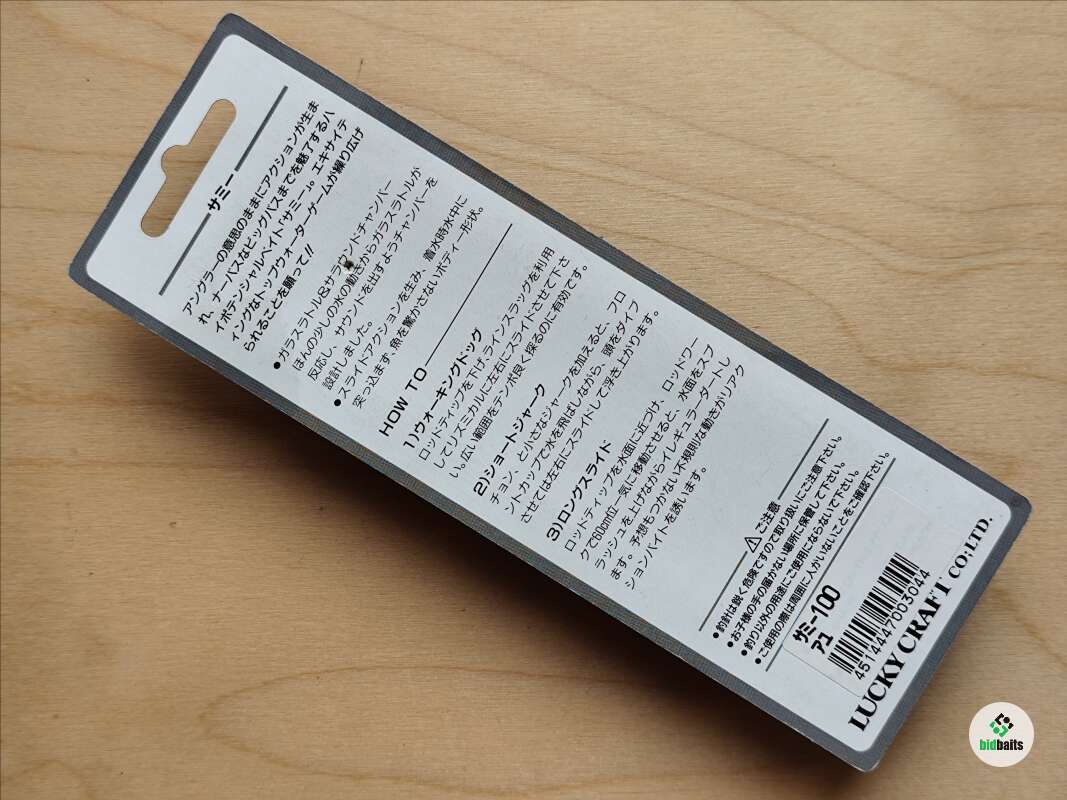 サミー
アングラーの意思のままにアクションが生ま
れ、ナーバスなビッグバスまでを魅了するハ
イポテンシャルベイト『サミー』。エキサイテ
ィングなトップウォーターゲームが繰り広げ
られることを願って!!
●ガラスラトル&サラウンドチャンバー
ほんの少しの水の動きからガラスラトルが
反応し、サウンドを出すようチャンバーを
設計しました。
●スライドアクションを生み、着水時水中に
突っ込まず、魚を驚かさないボディー形状。
HOW TO
1)ウォーキングドッグ
ロッドティップを下げ、ラインスラッグを利用
してリズミカルに左右にスライドさせて下さ
い。広い範囲をテンポ良く探るのに有効です。
2)ショートジャーク
チョン、と小さなジャークを加えると、フロ
ントカップで水を飛ばしながら、頭をダイブ
させては左右にスライドして浮き上がります。
3)ロングスライド
ロッドティップを水面に近づけ、ロッドワー
クで60cm位一気に移動させると、水面をスプ
ラッシュを上げながらイレギュラーダートし
ます。予想もつかない不規則な動きがリアク
ションバイトを誘います。
⚠ご注意
●釣針は鋭く危険ですので取り扱いにご注意下さい。
●お子様の手の届かない場所に保管して下さい。
●釣り以外の用途にご使用にならないで下さい。
●ご使用の際は周囲に人がいないことをご確認下さい。
サミー100
アユ
4514447003044
LUCKY CRAFT CO;LTD.
bidbaits